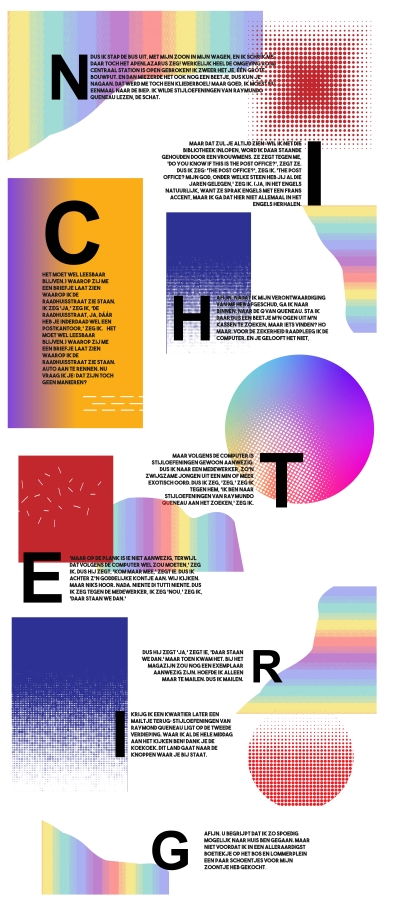 N
DUS IK STAP DE BUS UIT, MET MIJN ZOON IN MIJN WAGEN, EN IK
DAAR TOCH HET APENLAZARUS ZEG! WERKELIJK HEEL DE OMGEVING
CENTRAAL STATION IS OPEN GEBROKEN! IK ZWEER HET JE, ÉÉN GROTE
BOUWPUT. EN DAN MIEZERDE HET OOK NOG EEN BEETJE, DUS KUN JE
NAGAAN. DAT WERD ME TOCH EEN KLIEDERBOEL! MAAR GOED, IK MOEST
EENMAAL NAAR DE BIEP. IK WILDE STIJLOEFENINGEN VAN RAYMUND
QUENEAU LEZEN, DE SCHAT.
I
MAAR DAT ZUL JE ALTIJD ZIEN: WIL IK NET DIE
BIBLIOTHEEK INLOPEN, WORD IK DAAR STAANDE
GEHOUDEN DOOR EEN VROUWMENS. ZE ZEGT TEGEN ME,
'DO YOU KNOW IF THIS IS THE POST OFFICE?', ZEGT ZE.
DUS IK ZEG: 'THE POST OFFICE?', ZEG IK. 'THE POST
OFFICE? MIJN GOD, ONDER WELKE STEEN HEB JIJ AL DIE
JAREN GELEGEN,' ZEG IK. IJA, IN HET ENGELS
NATUURLIJK, WANT ZE SPRAK ENGELS MET EEN FRANS
ACCENT, MAAR IK GA DAT HIER NIET ALLEMAAL IN HET
ENGELS HERHALEN.
C
HET MOET WEL LEESBAAR
BLIJVEN.) WAAROP ZIJ ME
EEN BRIEFJE LAAT ZIEN
WAAROP IK DE
RAADHUISSTRAAT ZIE STAAN.
IK ZEG 'JA,' ZEG IK, 'DE
RAADHUISSTRAAT, JA, DÁÁR
HEB JE INDERDAAD WEL EEN
POSTKANTOOR,' ZEG IK. HET
MOET WEL LEESBAAR
BLIJVEN.) WAAROP ZIJ ME
EEN BRIEFJE LAAT ZIEN
WAAROP IK DE
RAADHUISSTRAAT ZIE STAAN.
AUTO AAN TE RENNEN. NU
VRAAG IK JE: DAT ZIJN TOCH
GEEN MANIEREN?
H
AFIJN, NADAT IK MIJN VERONTWAARDIGING
VAN ME HEB AFGESCHUD, GA IK NAAR
BINNEN. NAAR DE Q VAN QUENEAU. STA IK
DAAR DUS EEN BEETJE M'N OGEN UIT M'N
KASSEN TE ZOEKEN, MAAR IETS VINDEN? HO
MAAR. VOOR DE ZEKERHEID RAADPLEEG IK DE
COMPUTER. EN JE GELOOFT HET NIET,
T
MAAR VOLGENS DE COMPUTER IS
STIJLOEFENINGEN GEWOON AANWEZIG.
DUS IK NAAR EEN MEDEWERKER, ZO'N
ZWIJGZAME JONGEN UIT EEN MIN OF MEER
EXOTISCH OORD. DUS IK ZEG, 'ZEG,' ZEG IK
TEGEN HEM, 'IK BEN NAAR
STIJLOEFENINGEN VAN RAYMUNDO
QUENEAU AAN HET ZOEKEN,' ZEG IK.
E
'MAAR OP DE PLANK IS IE NIET AANWEZIG, TERWIJL
DAT VOLGENS DE COMPUTER WEL ZOU MOETEN,' ZEG
IK. DUS HIJ ZEGT, 'KOM MAAR MEE,' ZEGT IE. DUS IK
ACHTER Z'N GODDELIJKE KONTJE AAN. WIJ KIJKEN
MAAR NIKS HOOR. NADA. NIENTE DI TUTTI NIENTE. DUS
IK ZEG TEGEN DE MEDEWERKER, IK ZEG 'NOU,' ZEG IK,
'DAAR STAAN WE DAN.'
R
DUS HIJ ZEGT 'JA,' ZEGT IE, 'DAAR STAAN
WE DAN.' MAAR TOEN KWAM HET. BIJ HET
MAGAZIJN ZOU NOG EEN EXEMPLAAR
AANWEZIG ZIJN. HOEFDE IK ALLEEN
MAAR TE MAILEN. DUS IK MAILEN.
I
KRIJG IK EEN KWARTIER LATER EEN
MAILTJE TERUG: STIJLOEFENINGEN VAN
RAYMOND QUENEAU LIGT OP DE TWEEDE
VERDIEPING. WAAR IK AL DE HELE MIDDAG
AAN HET KIJKEN BEN! DANK JE DE
KOEKOEK. DIT LAND GAAT NAAR DE
KNOPPEN WAAR JE BIJ STAAT.
G
AFIJN. U BEGRIJPT DAT IK ZO SPOEDIG
MOGELIJK NAAR HUIS BEN GEGAAN. MAAR
NIET VOORDAT IK IN EEN ALLERAARDIGST
BOETIEKJE OP HET BOS EN LOMMERPLEIN
EEN PAAR SCHOENTJES VOOR MIJN
ZOONTJE HEB GEKOCHT.